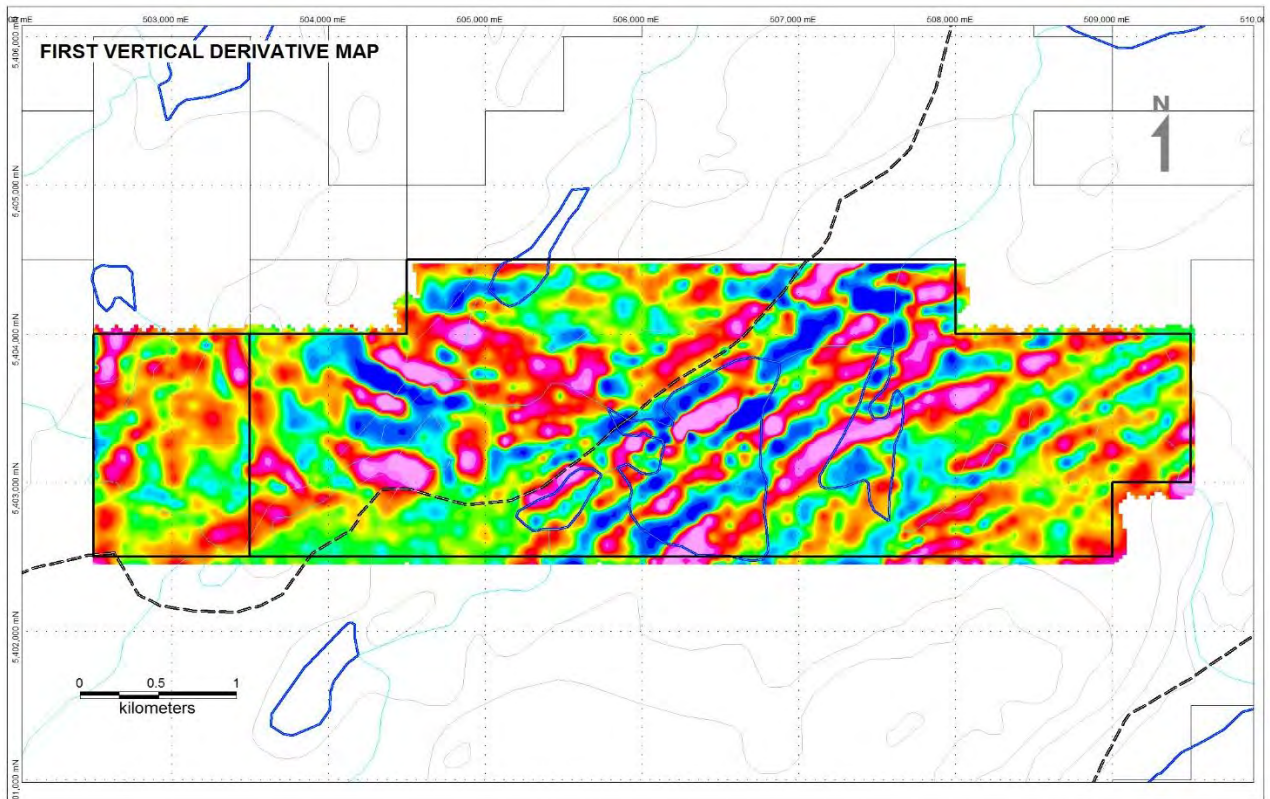 503,000 mE 504,000 mE 505,000 mE 506,000 mE 507,000 mE 508,000 mE 509,000 mE
5,406,000 mN
FIRST VERTICAL DERIVATIVE MAP
N
5,405,000 mN
5,404,000 mN
5,403,000 mN
5,402,000 mN
0 0.5 1
kilometers